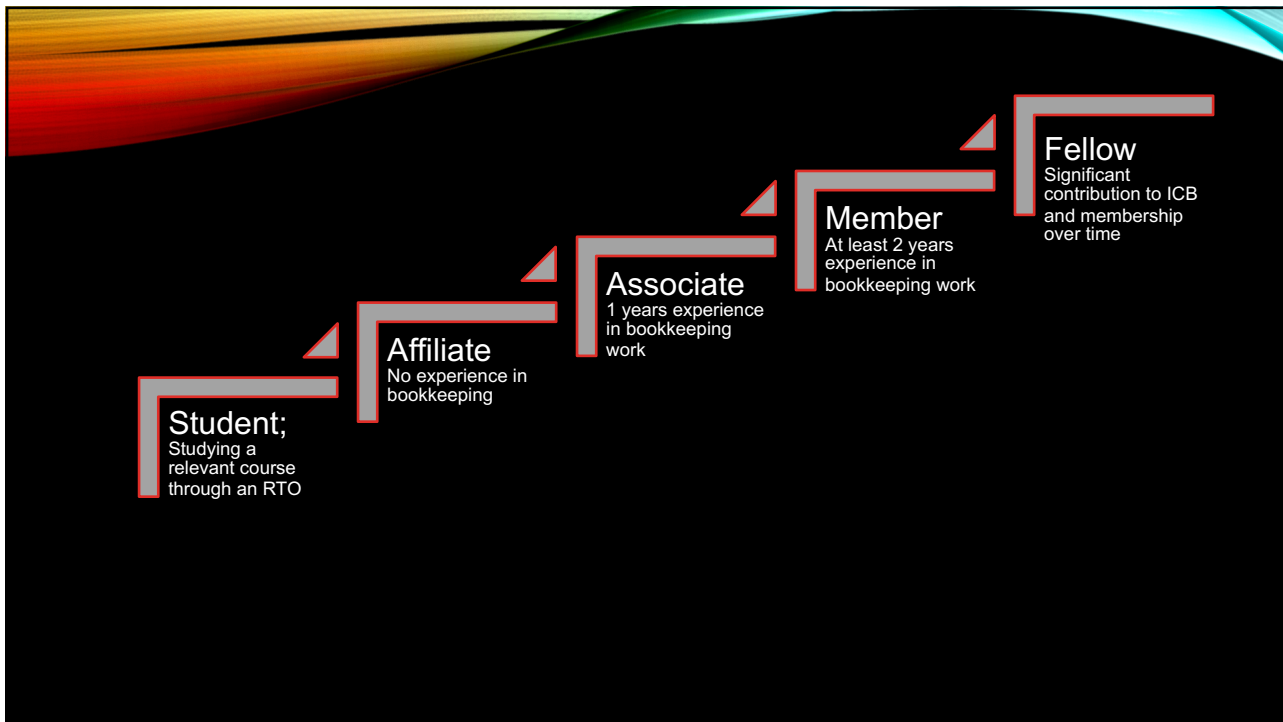 Student;
Studying a
relevant course
through an RTO
Affiliate
No experience in
bookkeeping
Associate
1 years experience
in bookkeeping
work
Member
At least 2 years
experience in
bookkeeping work
Fellow
Significant
contribution to ICB
and membership
over time